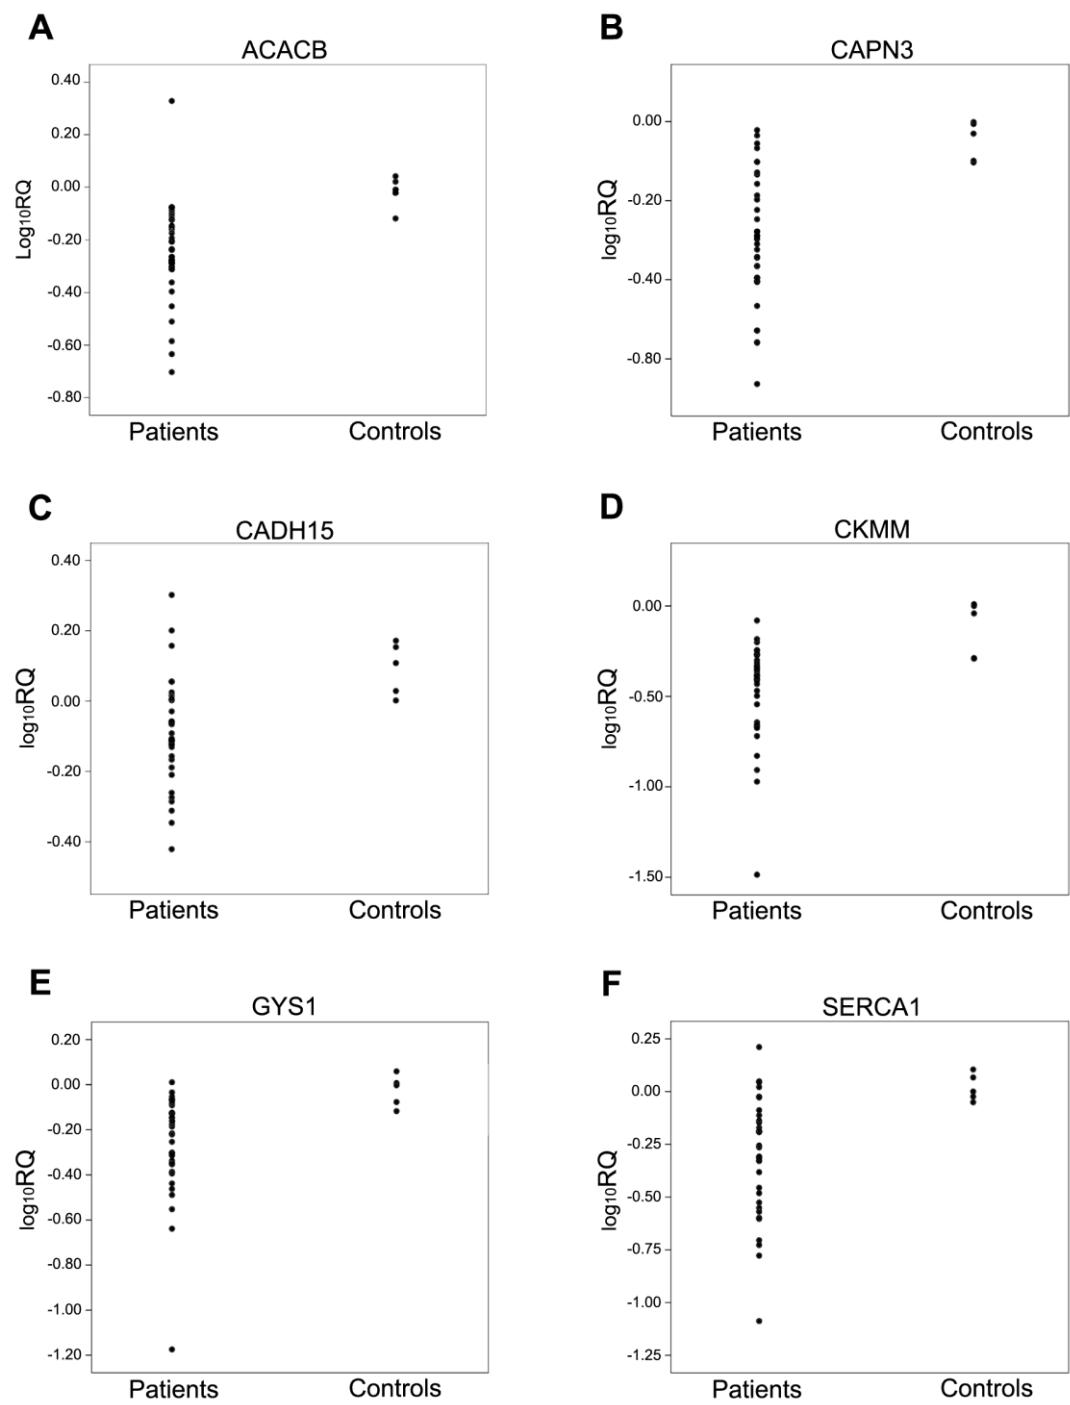 A
ACACB
0.40
0.20
0.00
-0.20
-0.40
-0.60
-0.80
Log10RQ
Patients
Controls
B
CAPN3
0.00
-0.20
-0.40
-0.80
log10RQ
Patients
Controls
C
CADH15
0.40
0.20
0.00
-0.20
-0.40
log10RQ
Patients
Controls
D
CKMM
0.00
-0.50
-1.00
-1.50
log10RQ
Patients
Controls
E
GYS1
0.20
0.00
-0.20
-0.40
-0.60
-0.80
-1.00
-1.20
log10RQ
Patients
Controls
F
SERCA1
0.25
0.00
-0.25
-0.50
-0.75
-1.00
-1.25
log10RQ
Patients
Controls